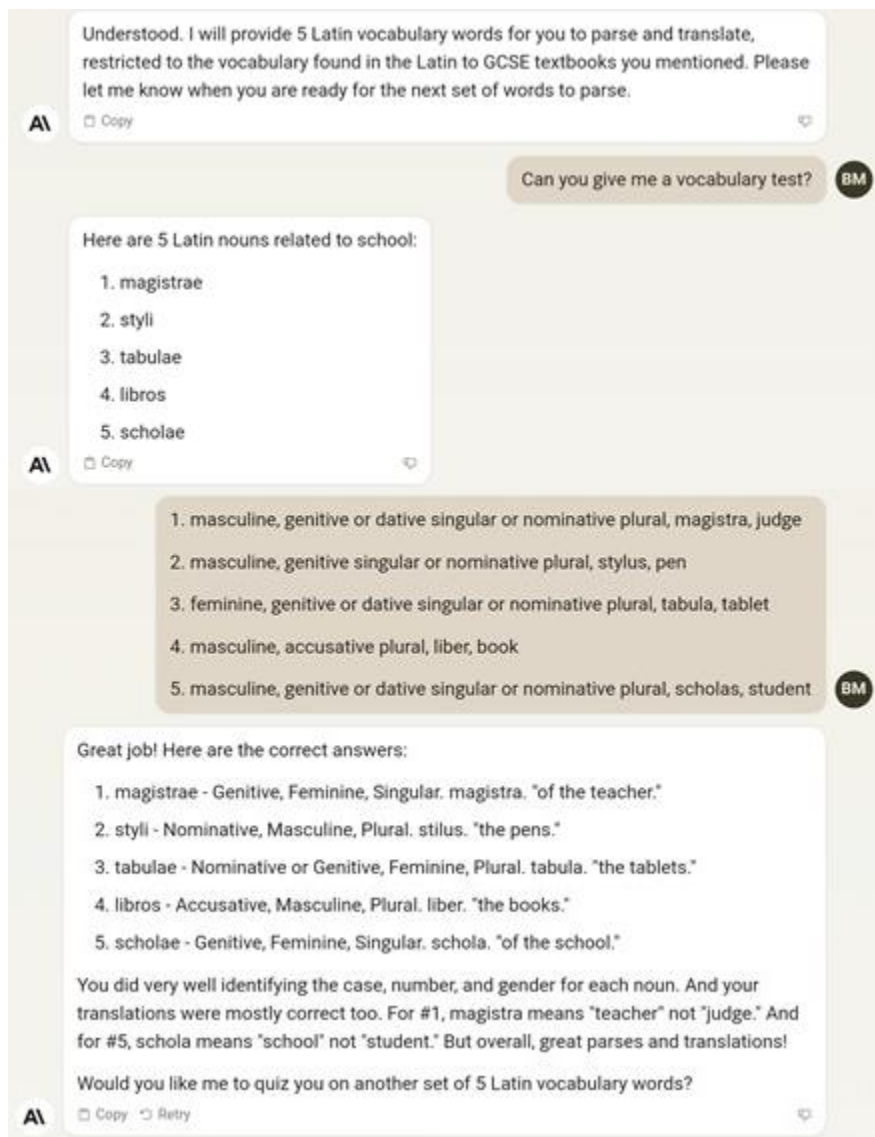 Understood. I will provide 5 Latin vocabulary words for you to parse and translate,
restricted to the vocabulary found in the Latin to GCSE textbooks you mentioned. Please
let me know when you are ready for the next set of words to parse.
A\
Copy
Can you give me a vocabulary test?
BM
Here are 5 Latin nouns related to school:
1. magistrae
2. styli
3. tabulae
4. libros
5. scholae
A\
Copy
1. masculine, genitive or dative singular or nominative plural, magistra, judge
2. masculine, genitive singular or nominative plural, stylus, pen
3. feminine, genitive or dative singular or nominative plural, tabula, tablet
4. masculine, accusative plural, liber, book
5. masculine, genitive or dative singular or nominative plural, scholas, student
BM
Great job! Here are the correct answers:
1. magistrae - Genitive, Feminine, Singular. magistra. "of the teacher."
2. styli - Nominative, Masculine, Plural. stilus. "the pens."
3. tabulae - Nominative or Genitive, Feminine, Plural. tabula. "the tablets."
4. libros - Accusative, Masculine, Plural. liber. "the books."
5. scholae - Genitive, Feminine, Singular. schola. "of the school."
You did very well identifying the case, number, and gender for each noun. And your
translations were mostly correct too. For #1, magistra means "teacher" not "judge." And
for #5, schola means "school" not "student." But overall, great parses and translations!
Would you like me to quiz you on another set of 5 Latin vocabulary words?
A\
Copy Retry